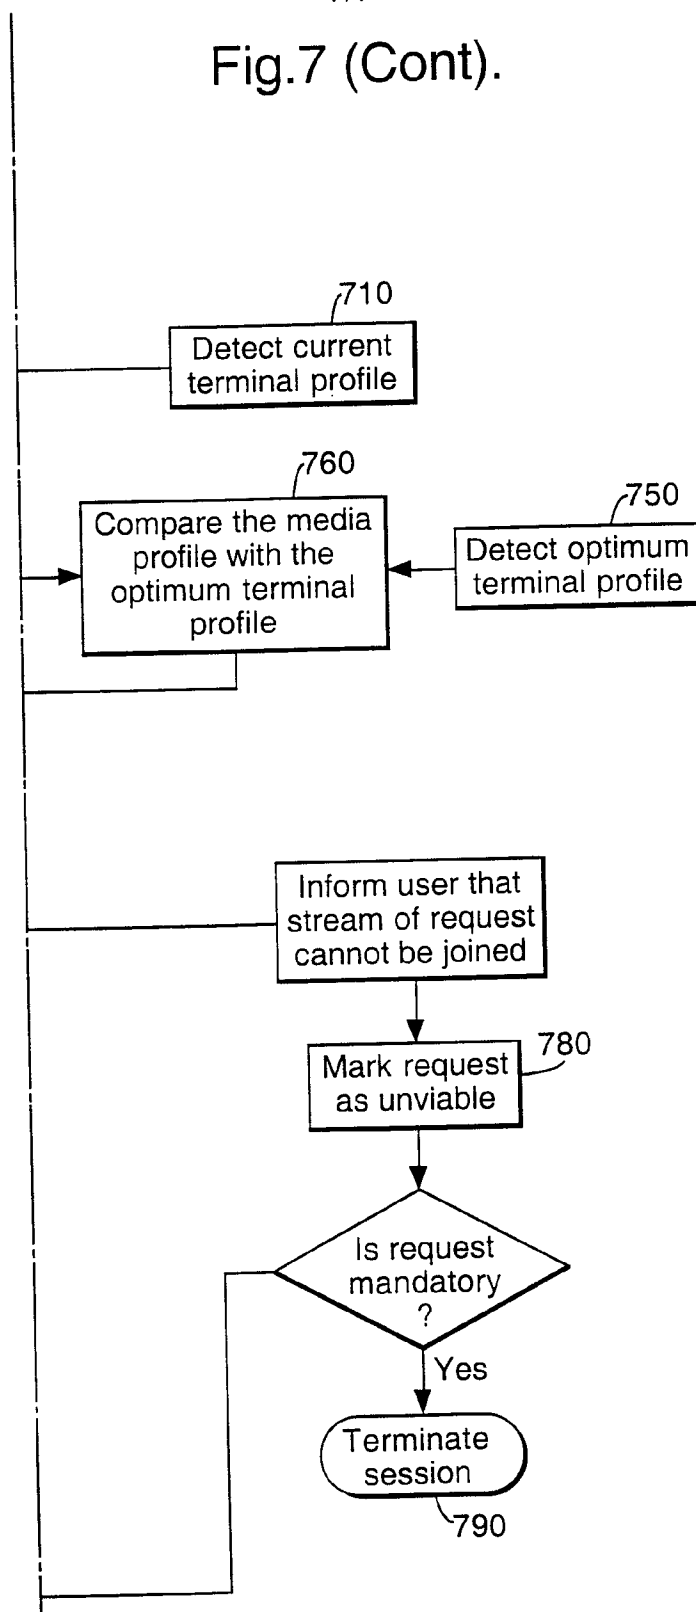 Fig.7 (Cont).
710
Detect current
terminal profile
760
Compare the media
profile with the
optimum terminal
profile
750
Detect optimum
terminal profile
Inform user that
stream of request
cannot be joined
780
Mark request
as unviable
Is request
mandatory
?
Yes
Terminate
session
790